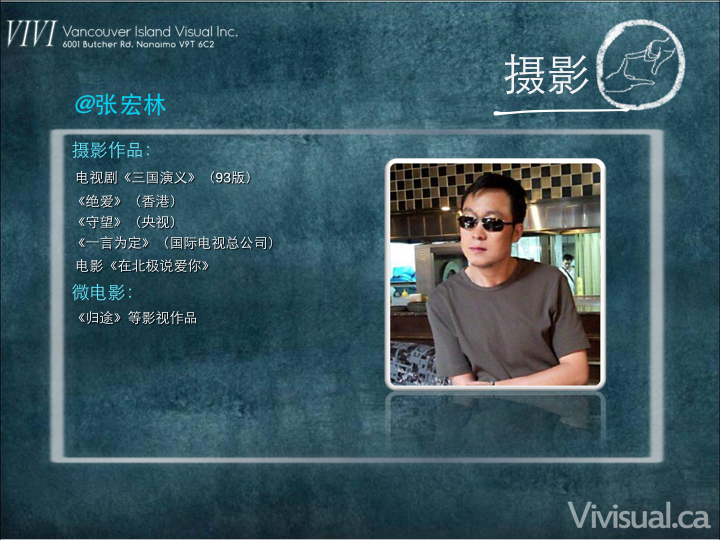 VIVI Vancouver Island Visual Inc.
6001 Butcher Rd. Nanaimo V9T 6C2
摄影
@张宏林
摄影作品：
电视剧《三国演义》（93版）
《绝爱》（香港）
《守望》（央视）
《一言为定》（国际电视总公司）
电影《在北极说爱你》
微电影：
《归途》等影视作品
Vivisual.ca